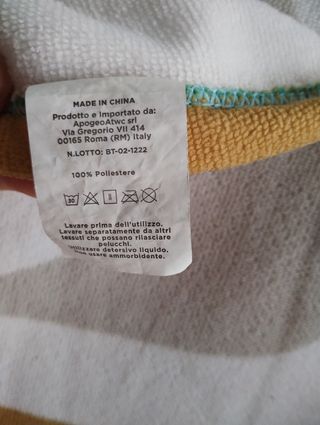 MADE IN CHINA
Prodotto e importato da:
ApogeoAtwc srl
Via Gregorio VII 414
00165 Roma (RM) Italy
N.LOTTO: BT-02-1222
100% Poliestere
30
Lavare prima dell'utilizzo.
Lavare separatamente da altri
tessuti che possano rilasciare
pelucchi.
Utilizzare detersivo liquido.
Non usare ammorbidente.